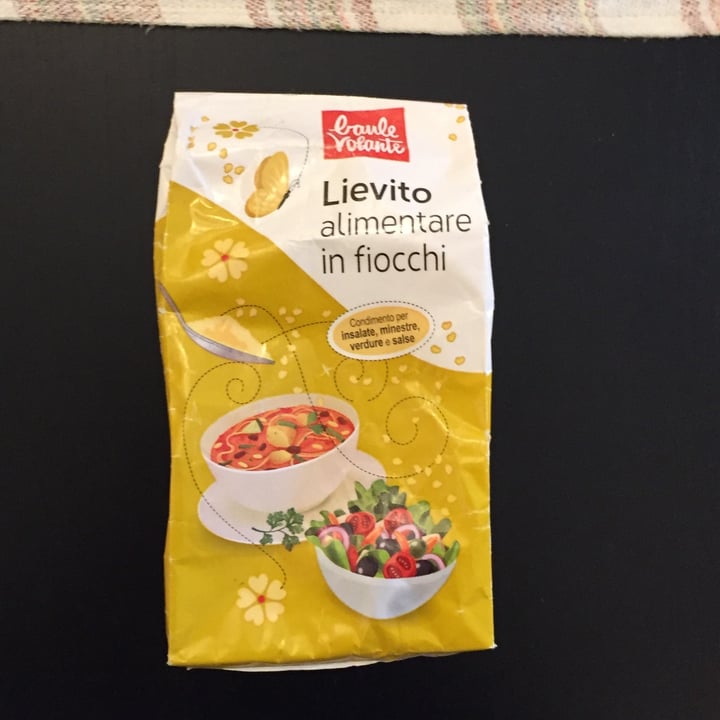 baule
volante
Lievito
alimentare
in fiocchi
Condimento per
insalate, minestre,
verdure e salse